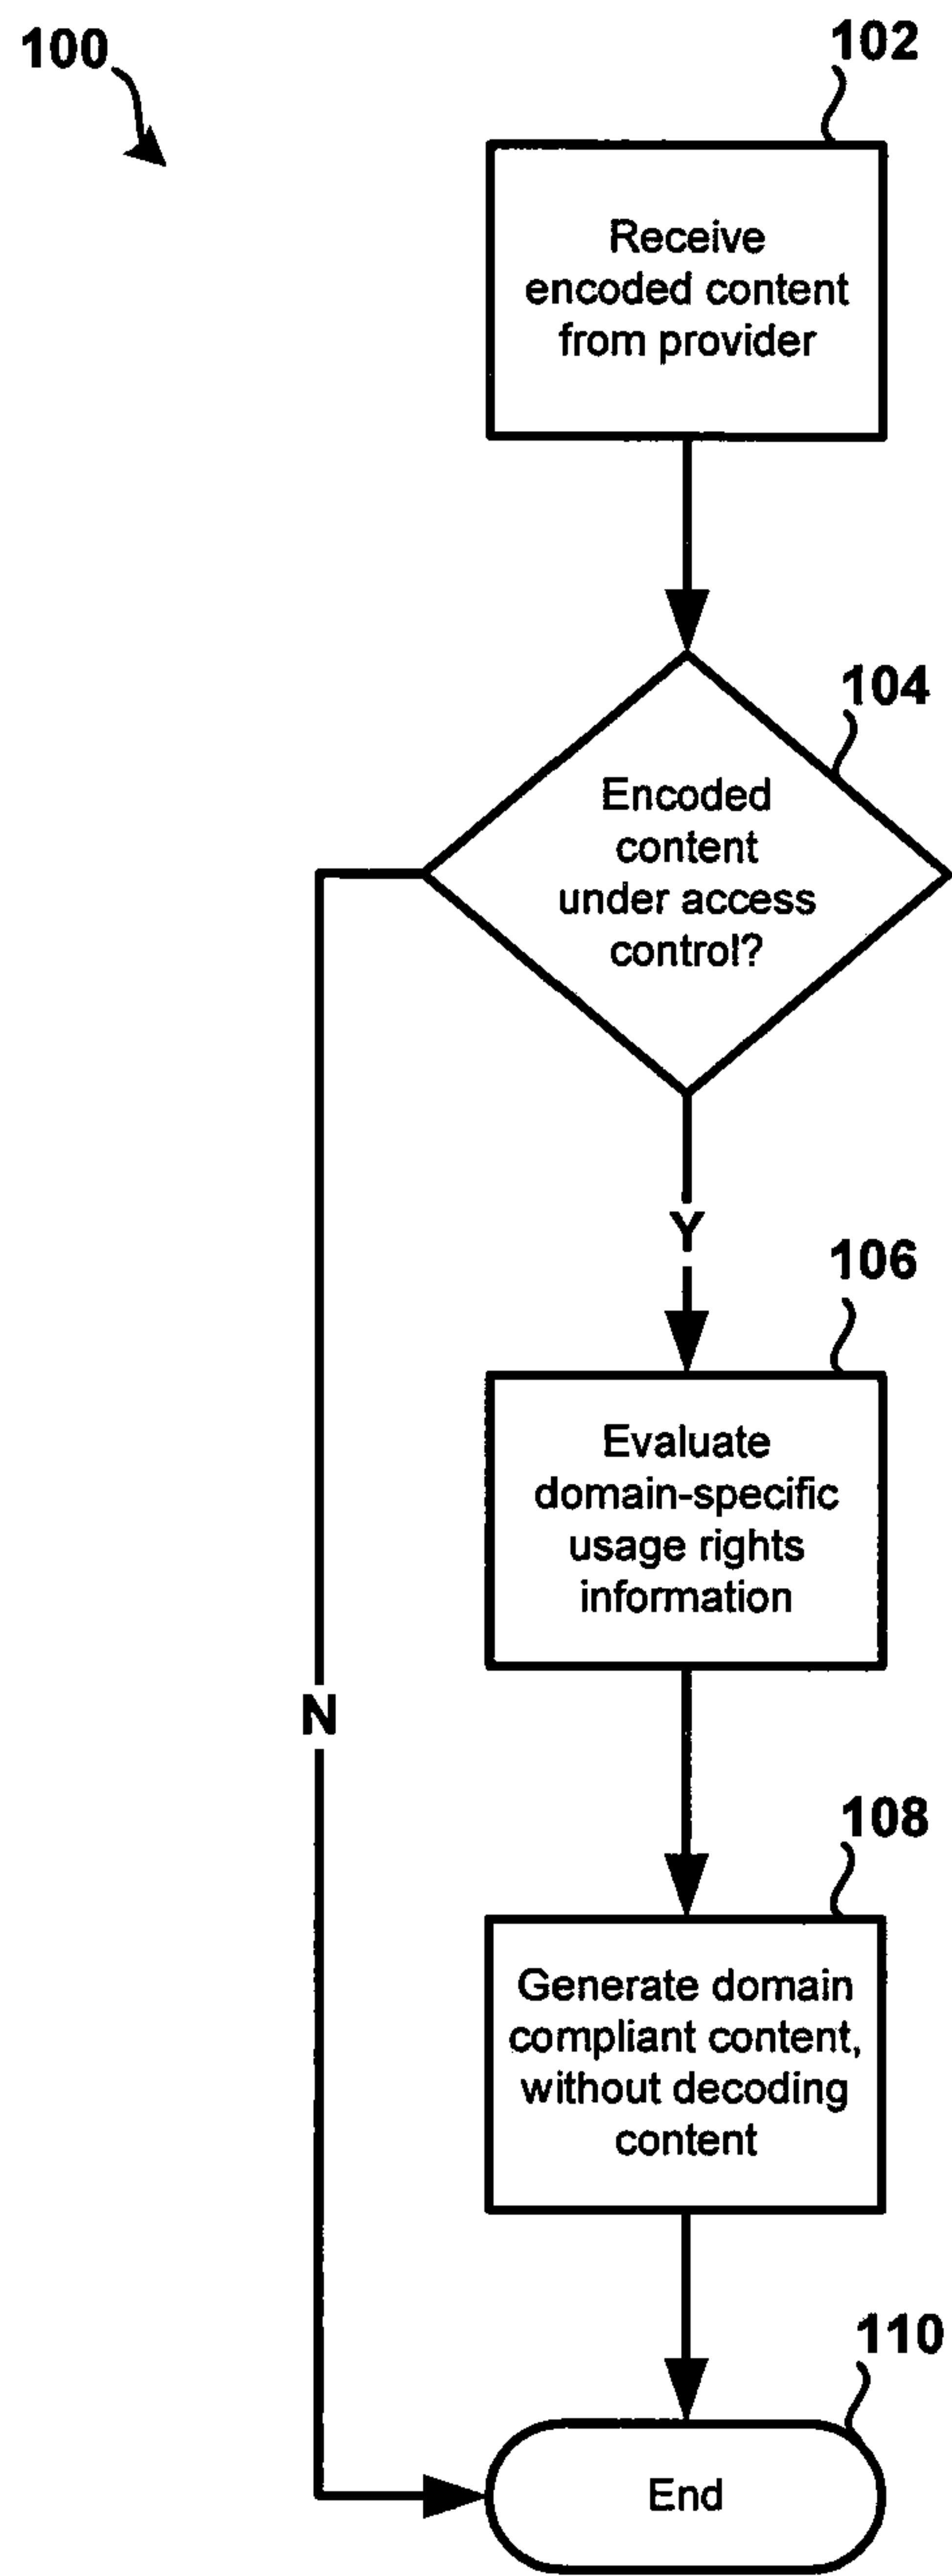 100
102
Receive
encoded content
from provider
104
Encoded
content
under access
control?
Y
106
Evaluate
domain-specific
usage rights
information
N
108
Generate domain
compliant content,
without decoding
content
110
End